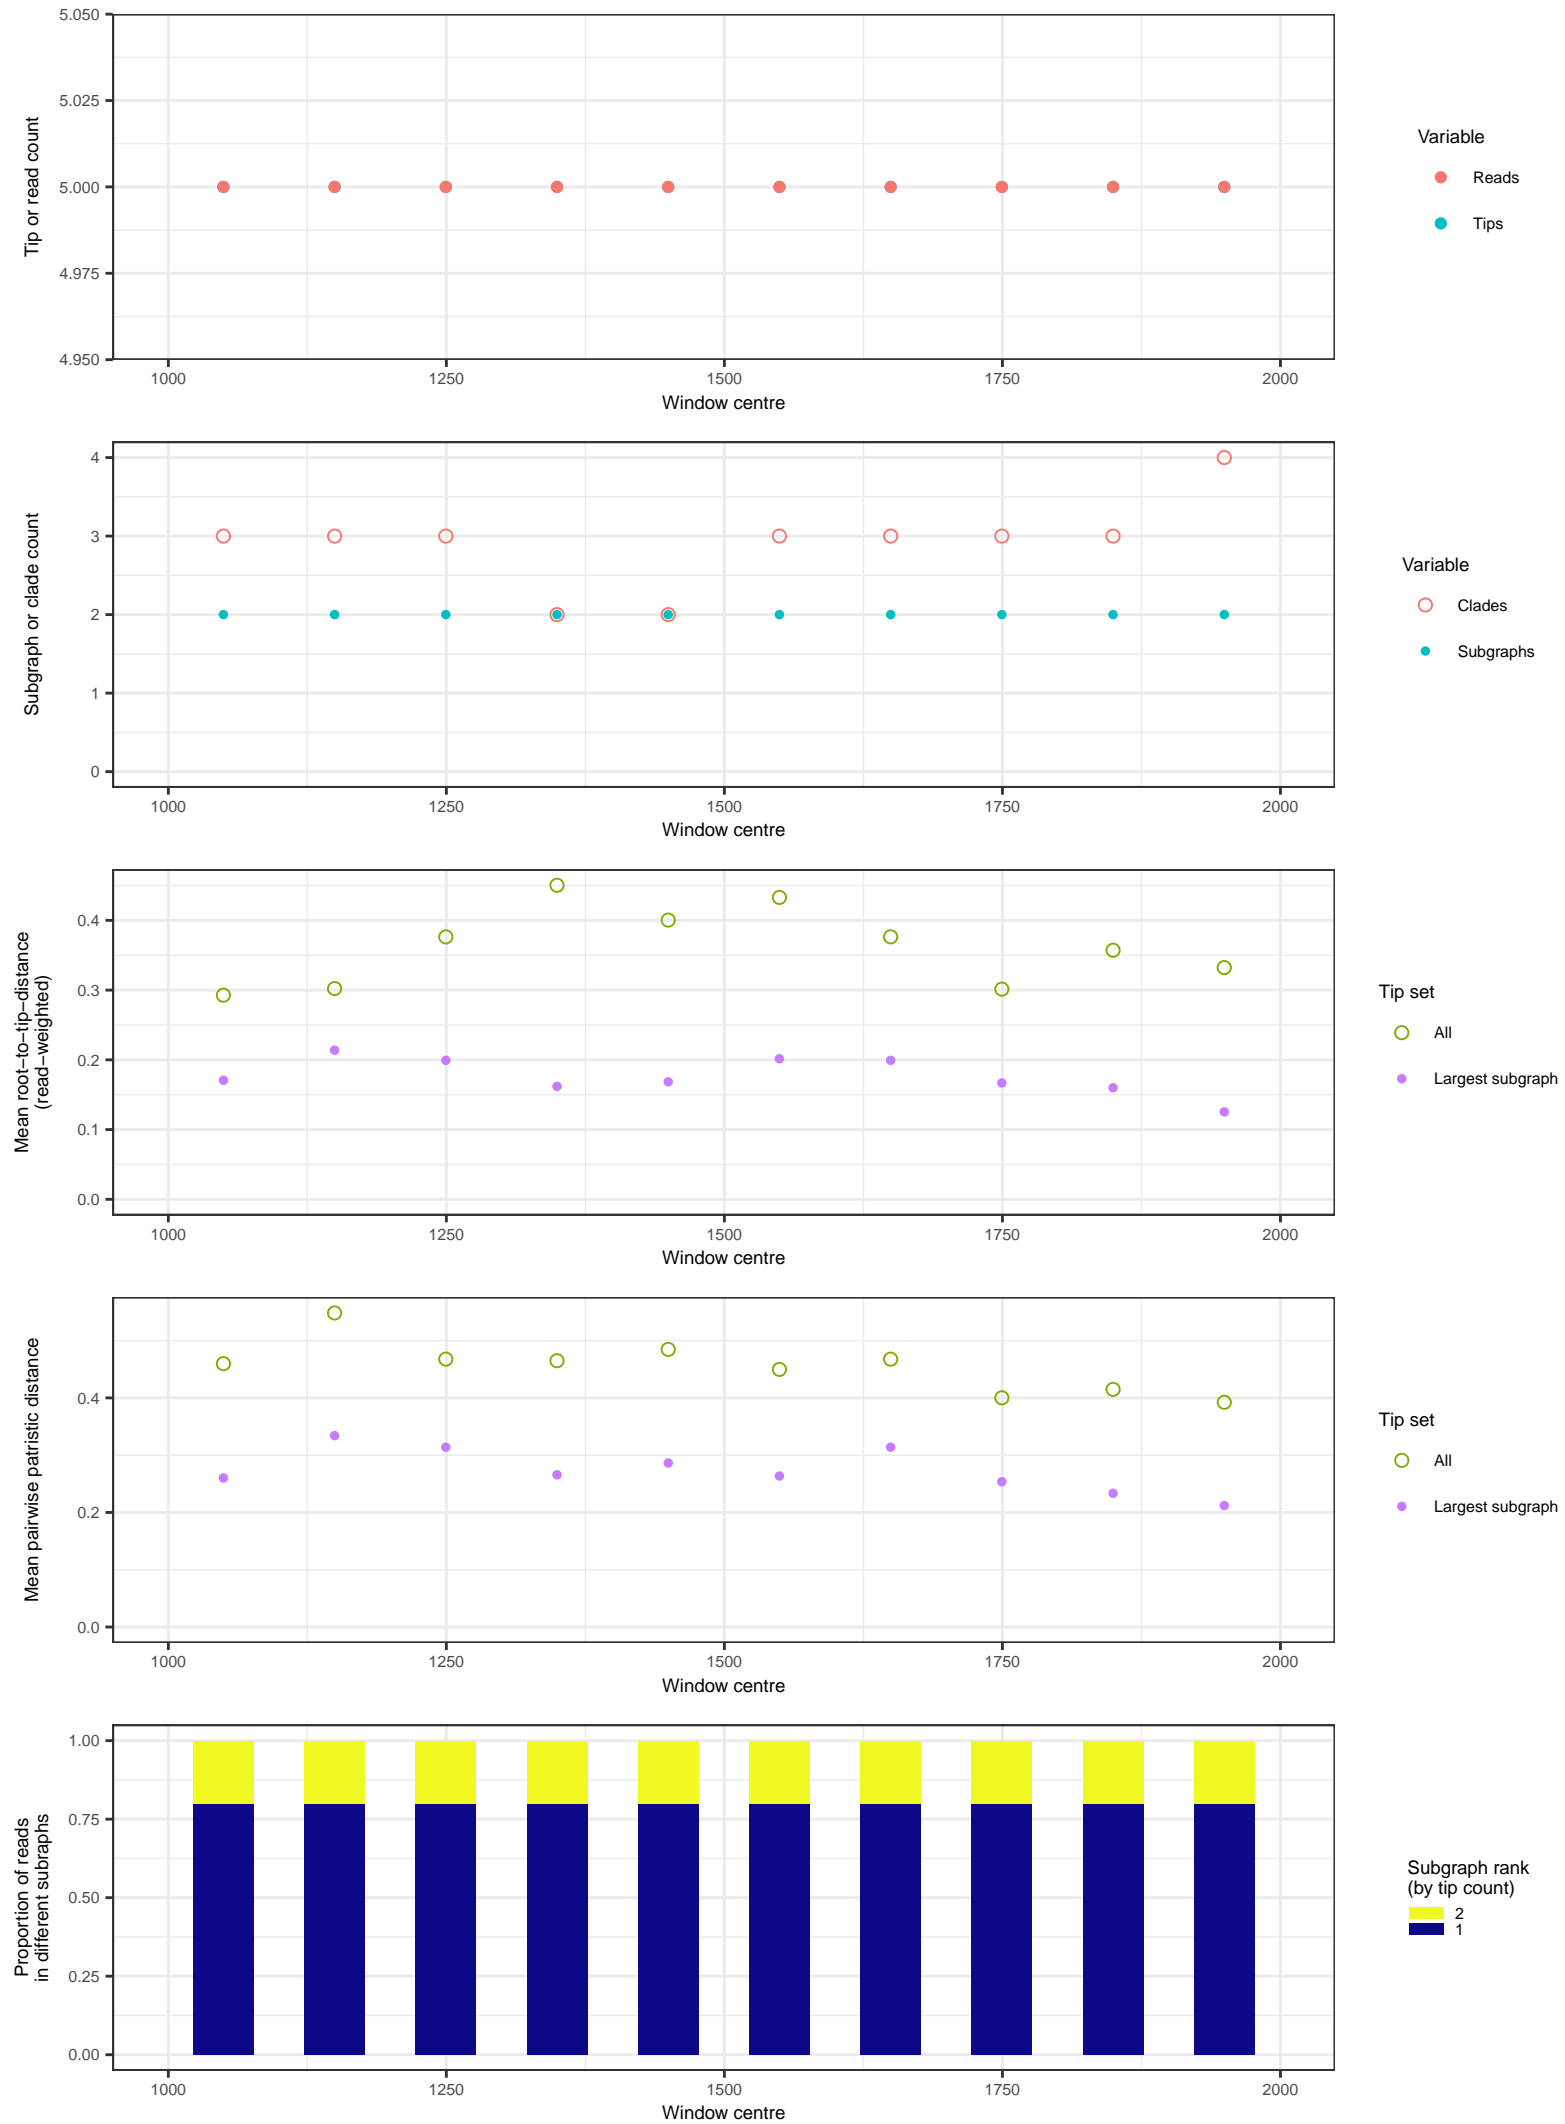 5.050
5.025
5.000
4.975
4.950
Tip or read count
1000 1250 1500 1750 2000
Window centre
Variable
Reads
Tips
4
3
2
1
0
Subgraph or clade count
1000 1250 1500 1750 2000
Window centre
Variable
Clades
Subgraphs
0.4
0.3
0.2
0.1
0.0
Mean root−to−tip−distance
(read−weighted)
1000 1250 1500 1750 2000
Window centre
Tip set
All
Largest subgraph
0.4
0.2
0.0
Mean pairwise patristic distance
1000 1250 1500 1750 2000
Window centre
Tip set
All
Largest subgraph
1.00
0.75
0.50
0.25
0.00
Proportion of reads
in different subraphs
1000 1250 1500 1750 2000
Window centre
Subgraph rank
(by tip count)
2
1